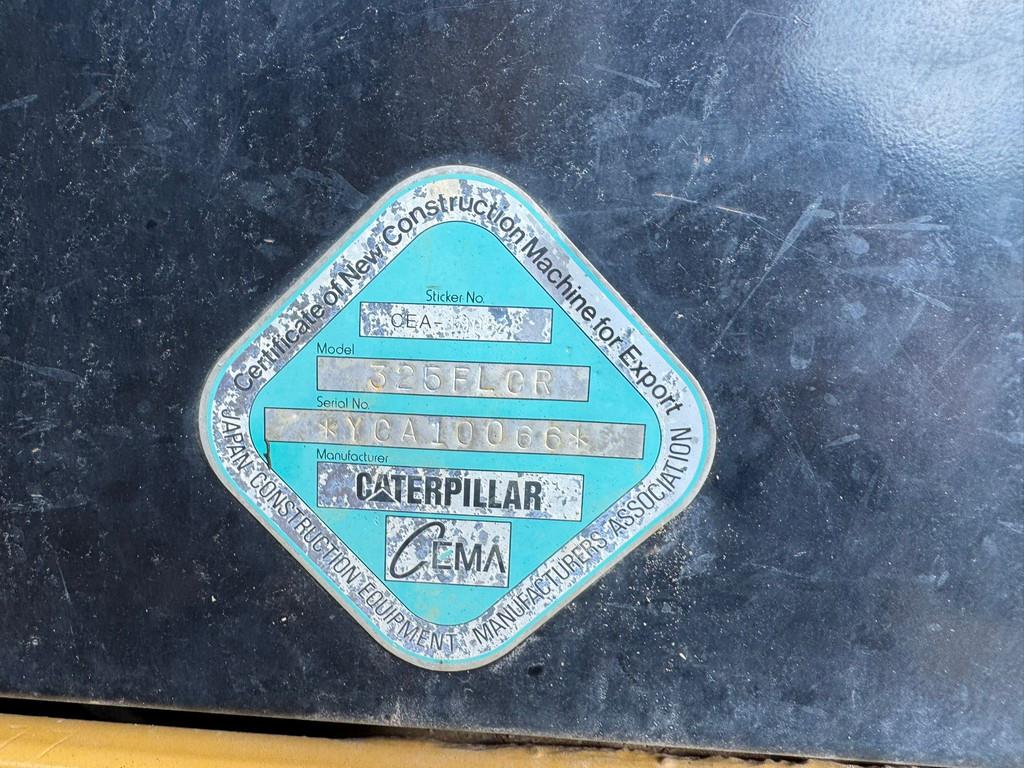 Certificate of New Construction Machine for Export
Sticker No.
CEA-
Model
325FLCR
Serial No.
*YCA10066*
Manufacturer
CATERPILLAR
CEMA
JAPAN CONSTRUCTION EQUIPMENT MANUFACTURERS ASSOCIATION